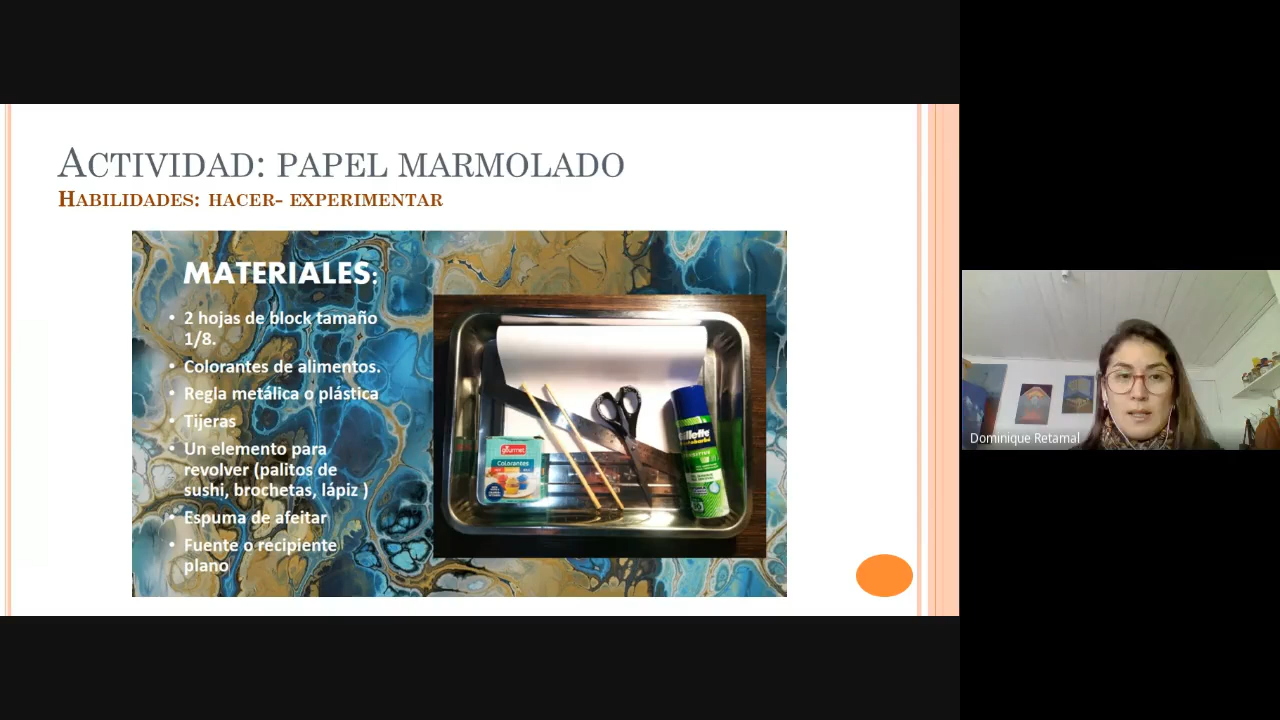 ACTIVIDAD: PAPEL MARMOLADO
HABILIDADES: HACER- EXPERIMENTAR
MATERIALES:
• 2 hojas de block tamaño
1/8.
• Colorantes de alimentos.
• Regla metálica o plástica
• Tijeras
• Un elemento para
revolver (palitos de
sushi, brochetas, lápiz )
• Espuma de afeitar
• Fuente o recipiente
plano
gourmet
Colorantes
Dominique Retamal